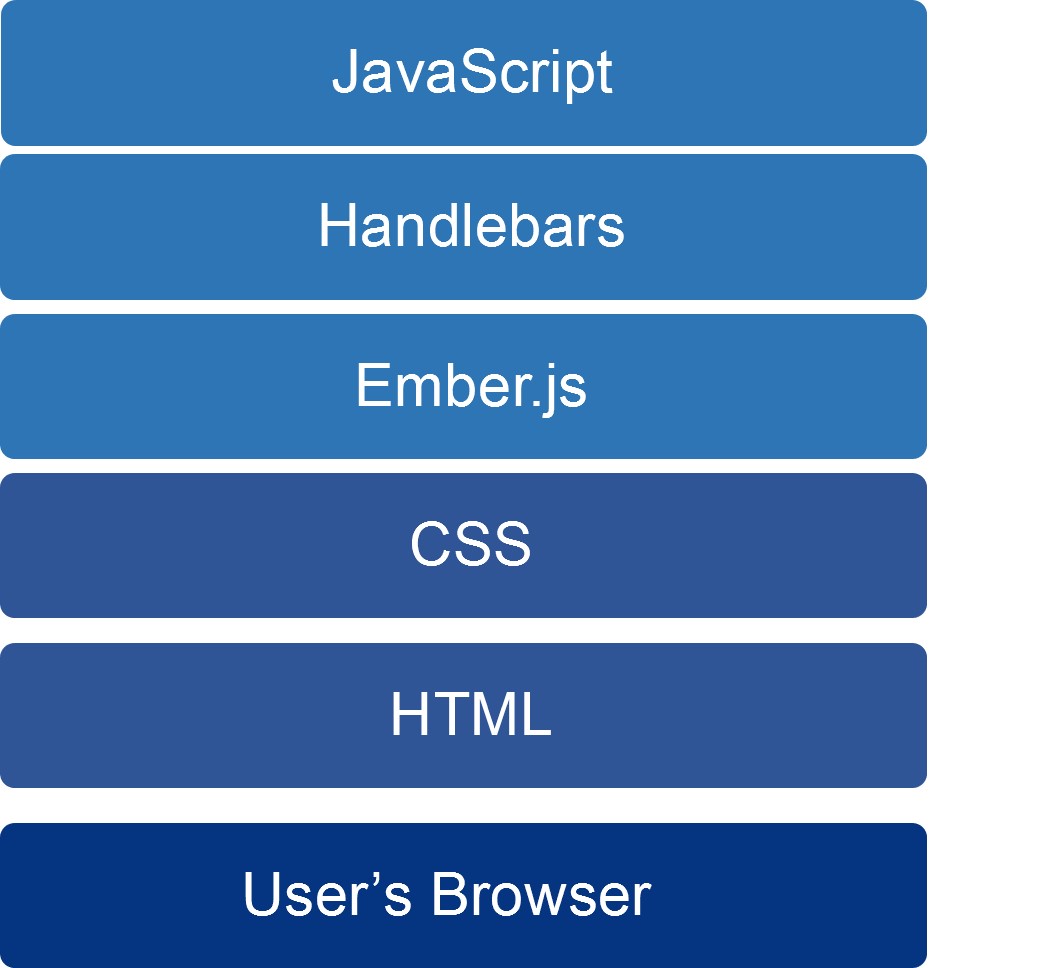 JavaScript
Handlebars
Ember.js
CSS
HTML
User’s Browser